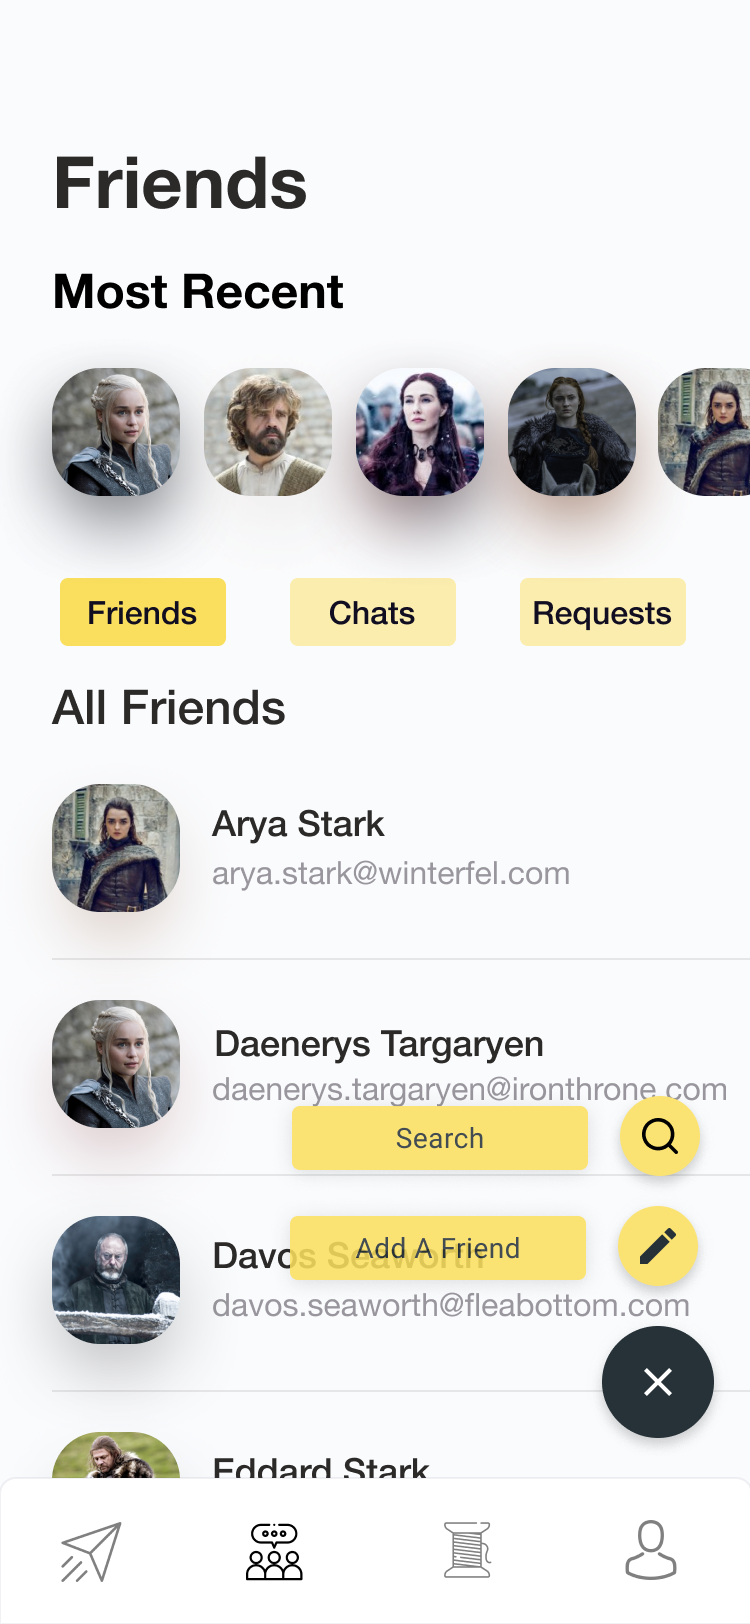 Friends
Most Recent
Friends
Chats
Requests
All Friends
Arya Stark
arya.stark@winterfel.com
Daenerys Targaryen
daenerys.targaryen@ironthrone.com
Search
Davos Seaworth
Add A Friend
davos.seaworth@fleabottom.com
Eddard Stark